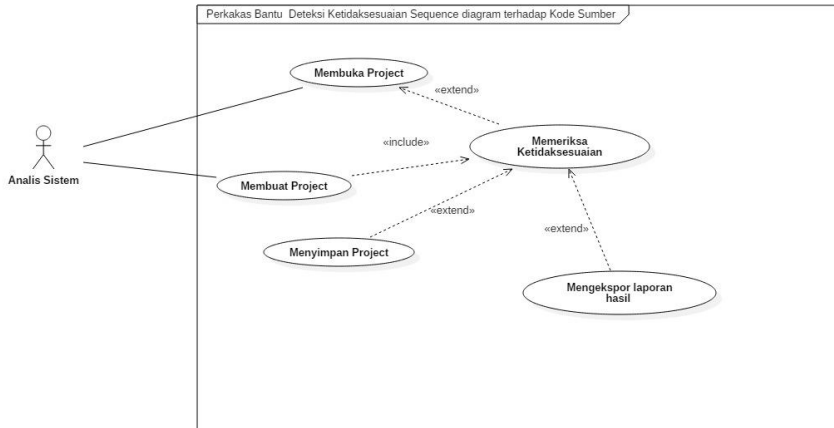 Perkakas Bantu  Deteksi Ketidaksesuaian Sequence diagram terhadap Kode Sumber
Membuka Project
«extend»
Memeriksa
Ketidaksesuaian
«include»
Analis Sistem
Membuat Project
«extend»
Menyimpan Project
«extend»
Mengekspor laporan
hasil